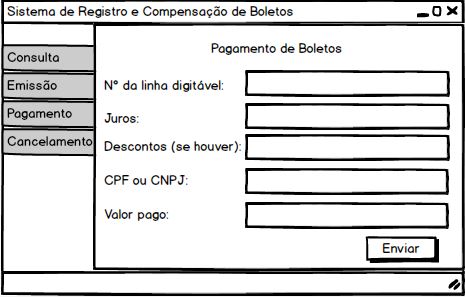 Sistema de Registro e Compensação de Boletos
Consulta
Emissão
Pagamento
Cancelamento
Pagamento de Boletos
Nº da linha digitável:
Juros:
Descontos (se houver):
CPF ou CNPJ:
Valor pago:
Enviar